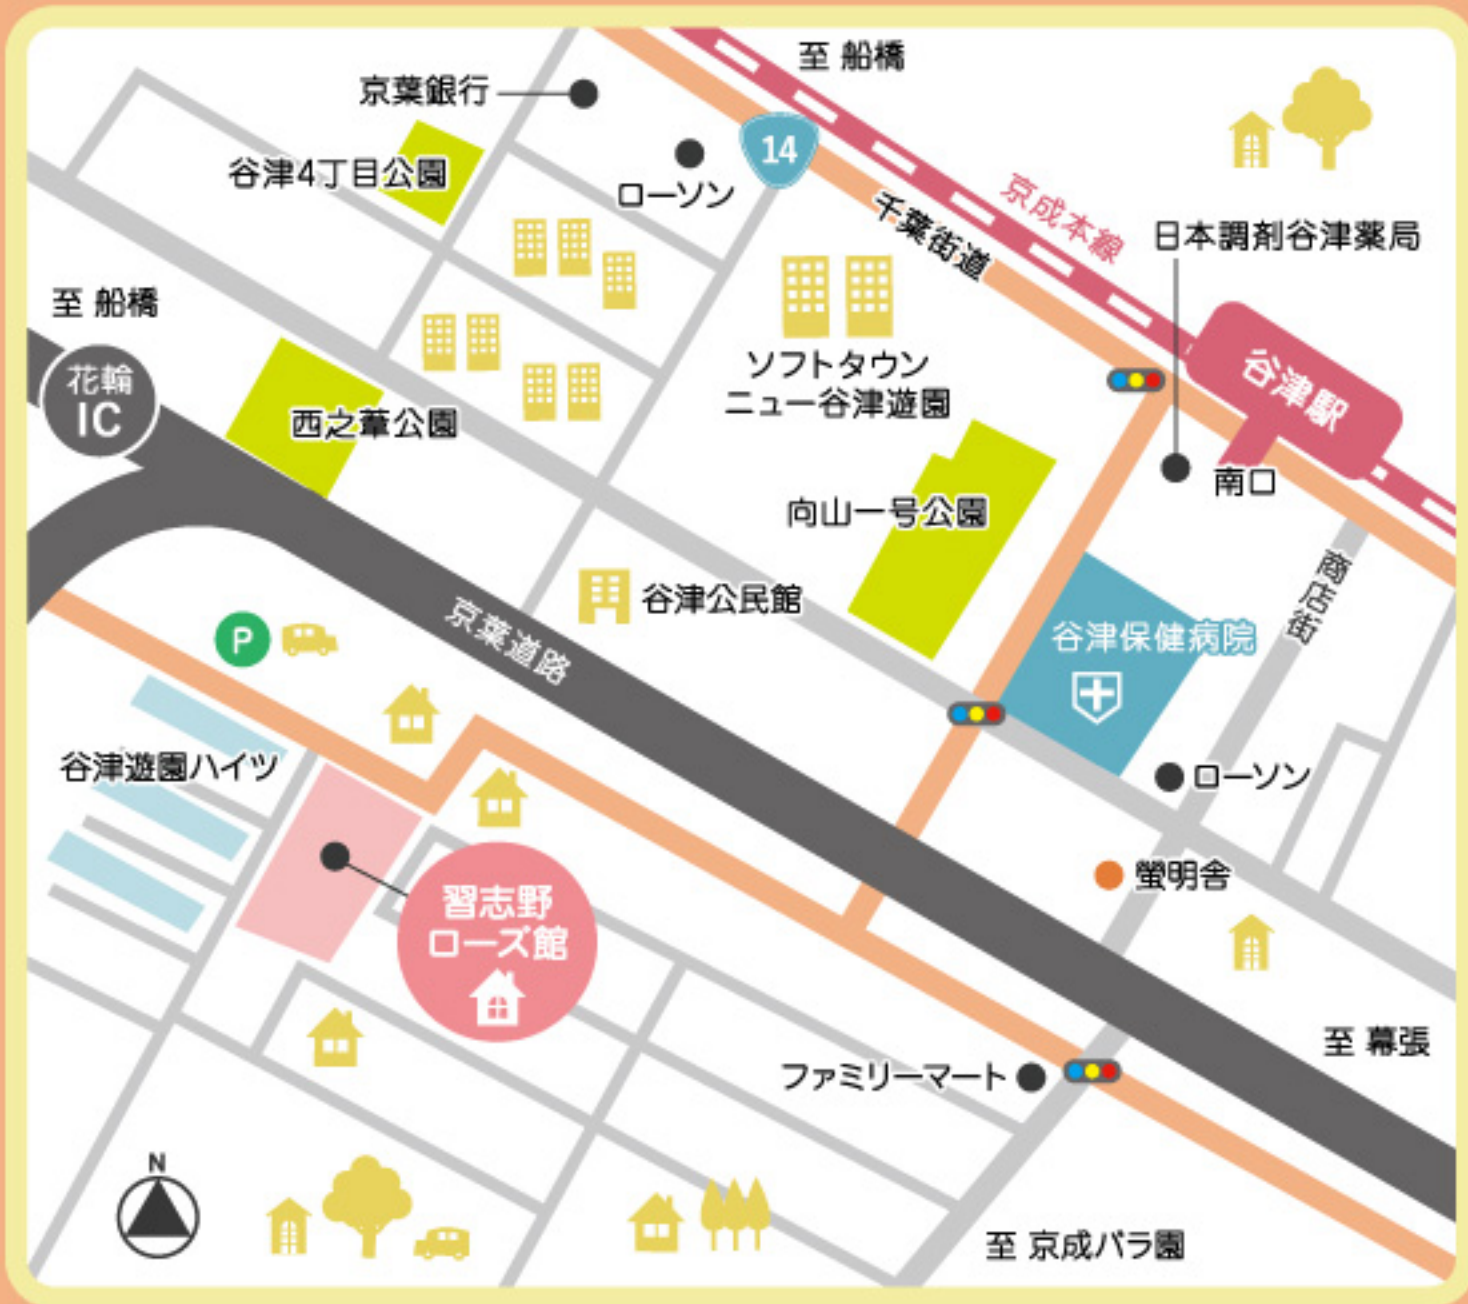 至 船橋
京葉銀行
14
谷津4丁目公園
ローソン
千葉街道
京成本線
日本調剤谷津薬局
至 船橋
花輪
IC
西之葦公園
ソフトタウン
ニュー谷津遊園
谷津駅
南口
向山一号公園
商店街
谷津公民館
京葉道路
谷津保健病院
P
谷津遊園ハイツ
ローソン
螢明舎
習志野
ローズ館
至 幕張
ファミリーマート
N
至 京成バラ園